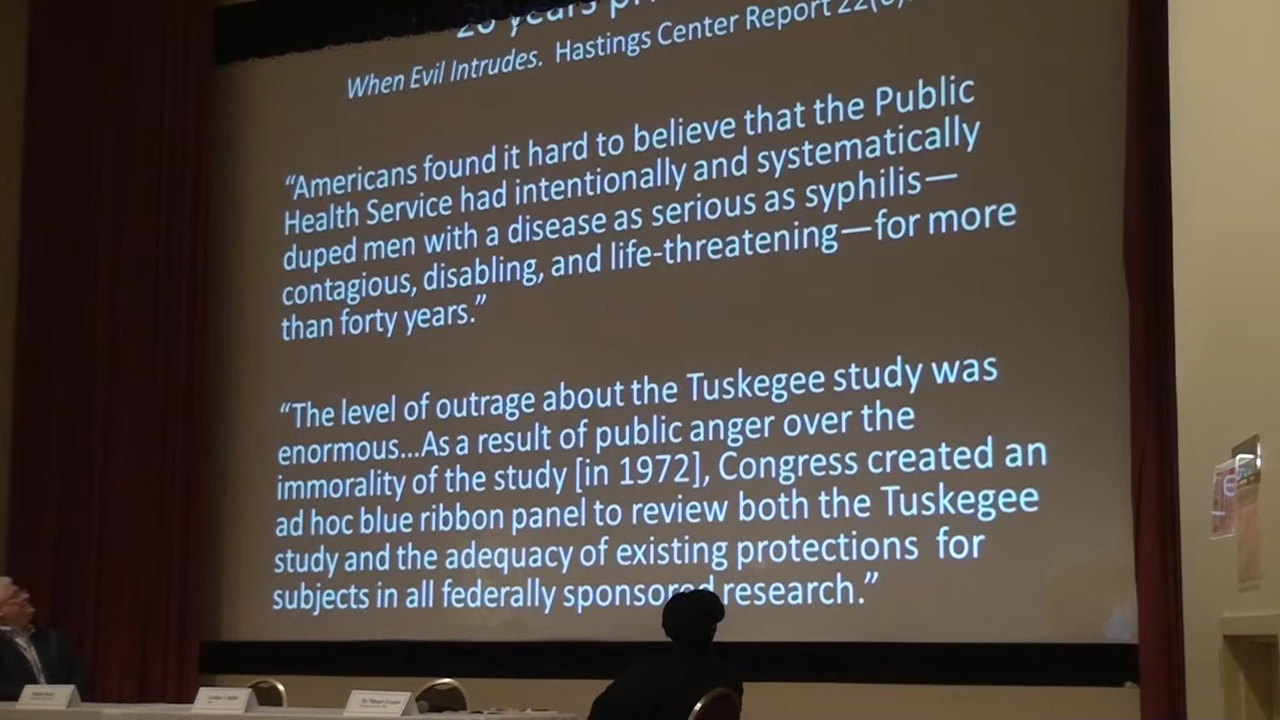 20 years
When Evil Intrudes. Hastings Center Report 22(6)
“Americans found it hard to believe that the Public
Health Service had intentionally and systematically
duped men with a disease as serious as syphilis—
contagious, disabling, and life-threatening—for more
than forty years.”
“The level of outrage about the Tuskegee study was
enormous...As a result of public anger over the
immorality of the study [in 1972], Congress created an
ad hoc blue ribbon panel to review both the Tuskegee
study and the adequacy of existing protections for
subjects in all federally sponsored research.”